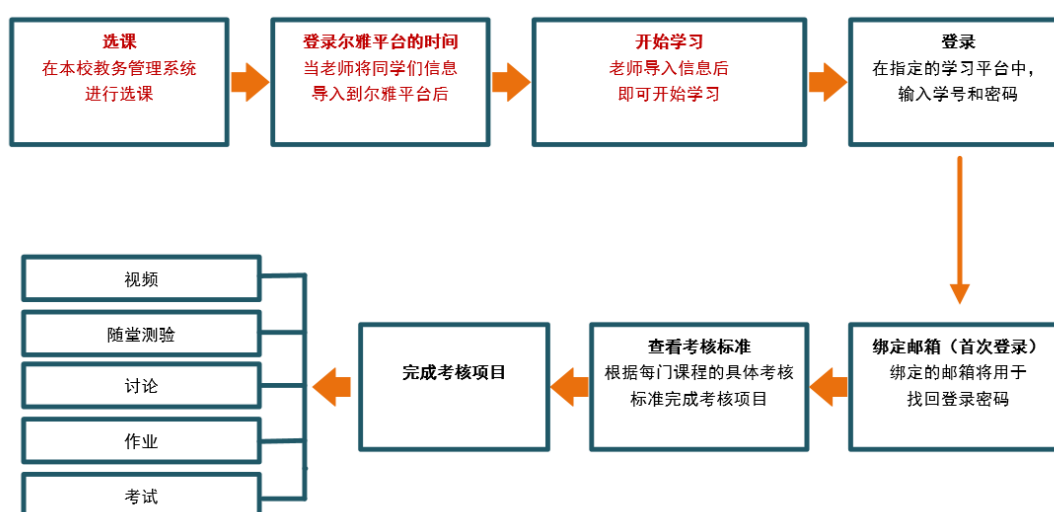 选课
在本校教务管理系统
进行选课
登录尔雅平台的时间
当老师将同学们信息
导入到尔雅平台后
开始学习
老师导入信息后
即可开始学习
登录
在指定的学习平台中，
输入学号和密码
绑定邮箱（首次登录）
绑定的邮箱将用于
找回登录密码
查看考核标准
根据每门课程的具体考核
标准完成考核项目
完成考核项目
视频
随堂测验
讨论
作业
考试